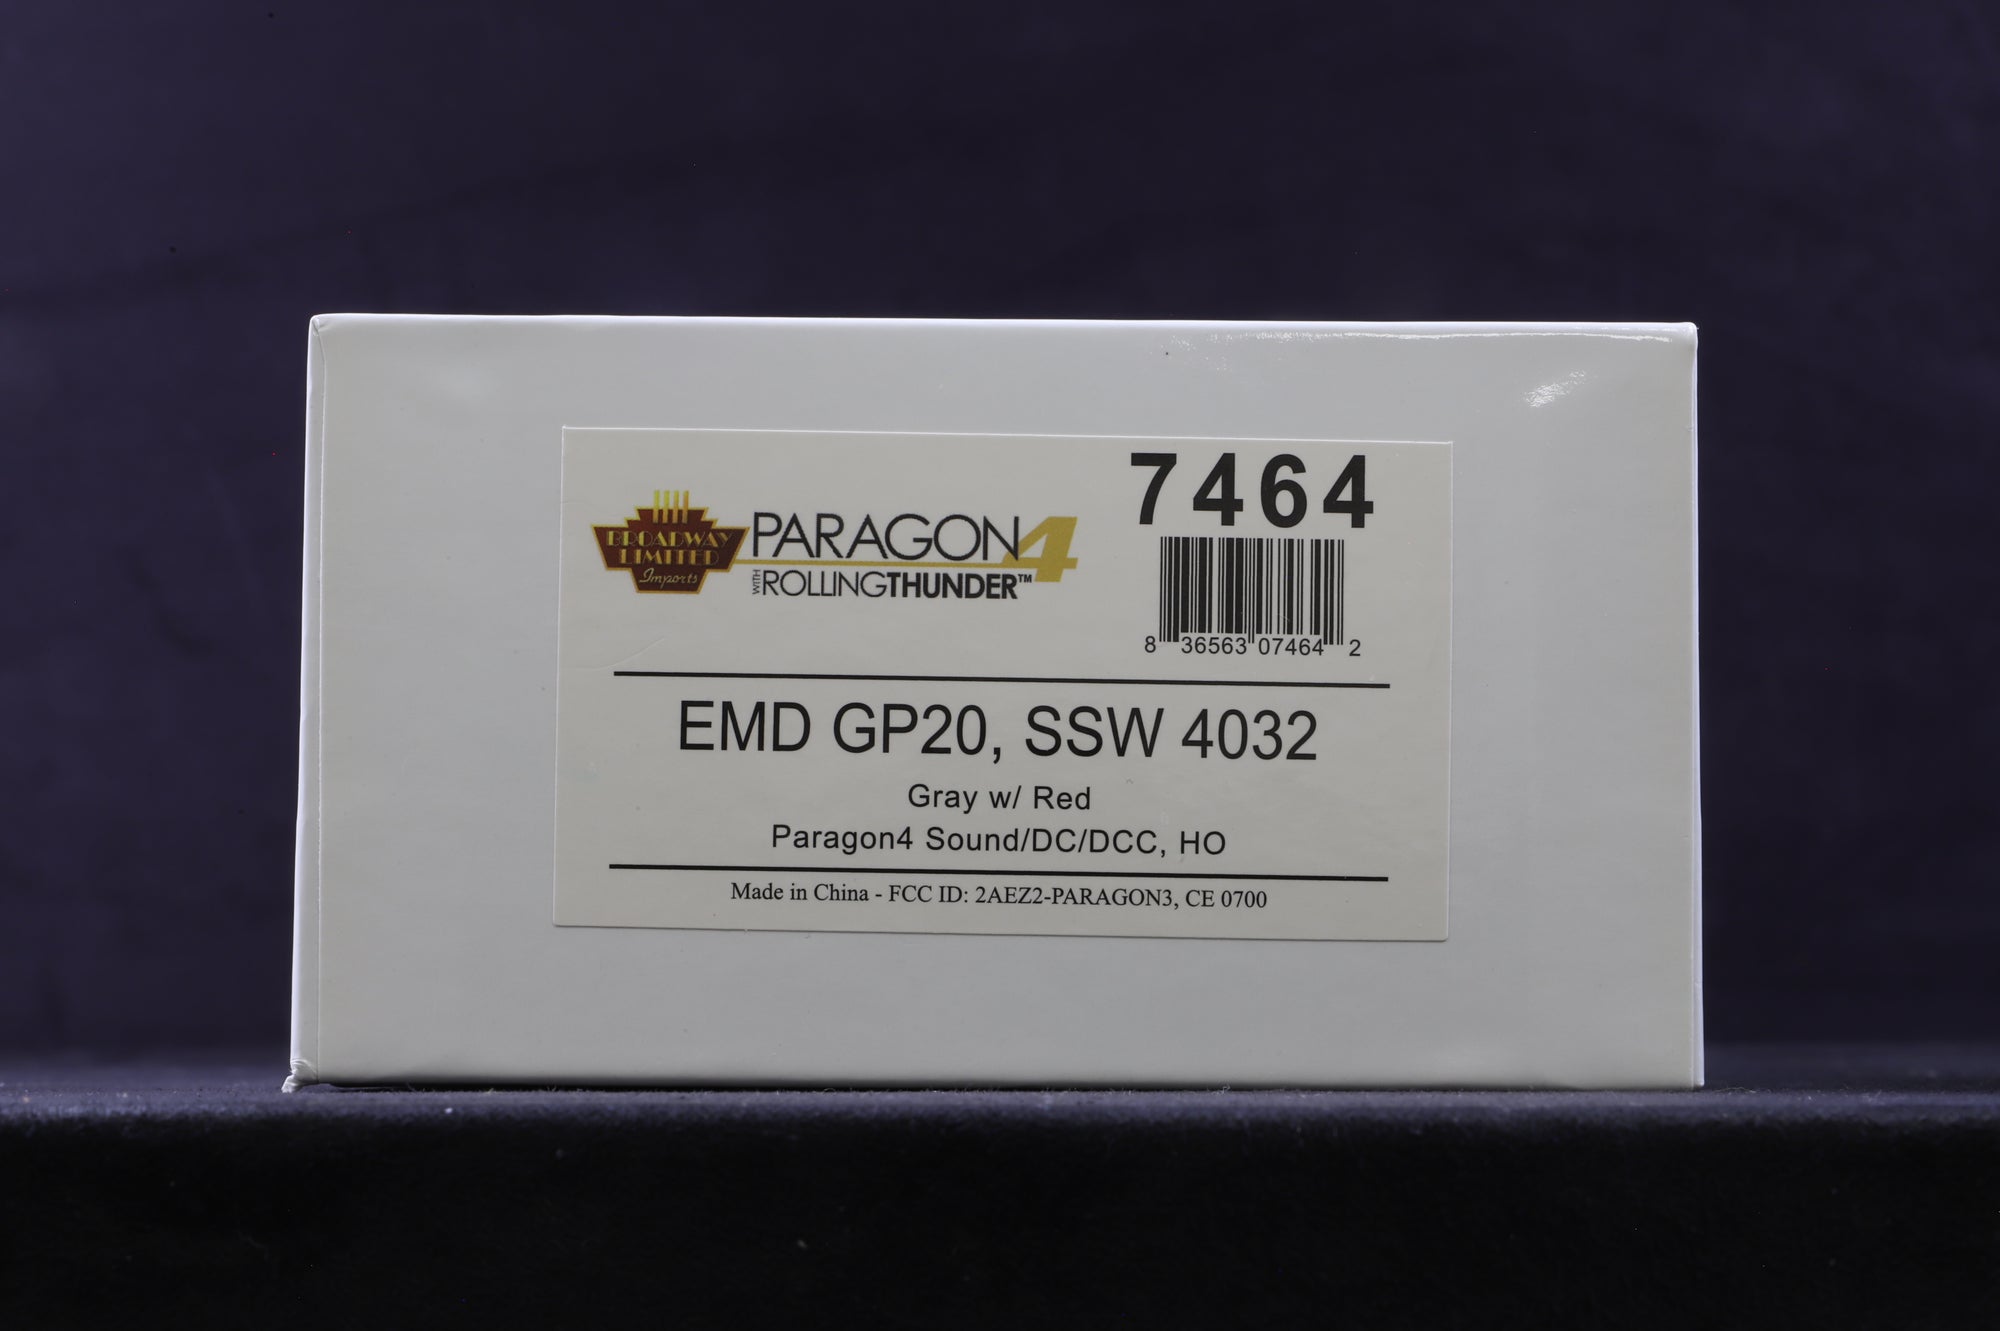 BROADWAY
LIMITED
Imports
PARAGON4
WITH ROLLINGTHUNDER™
7464
8 36563 07464 2
EMD GP20, SSW 4032
Gray w/ Red
Paragon4 Sound/DC/DCC, HO
Made in China - FCC ID: 2AEZ2-PARAGON3, CE 0700